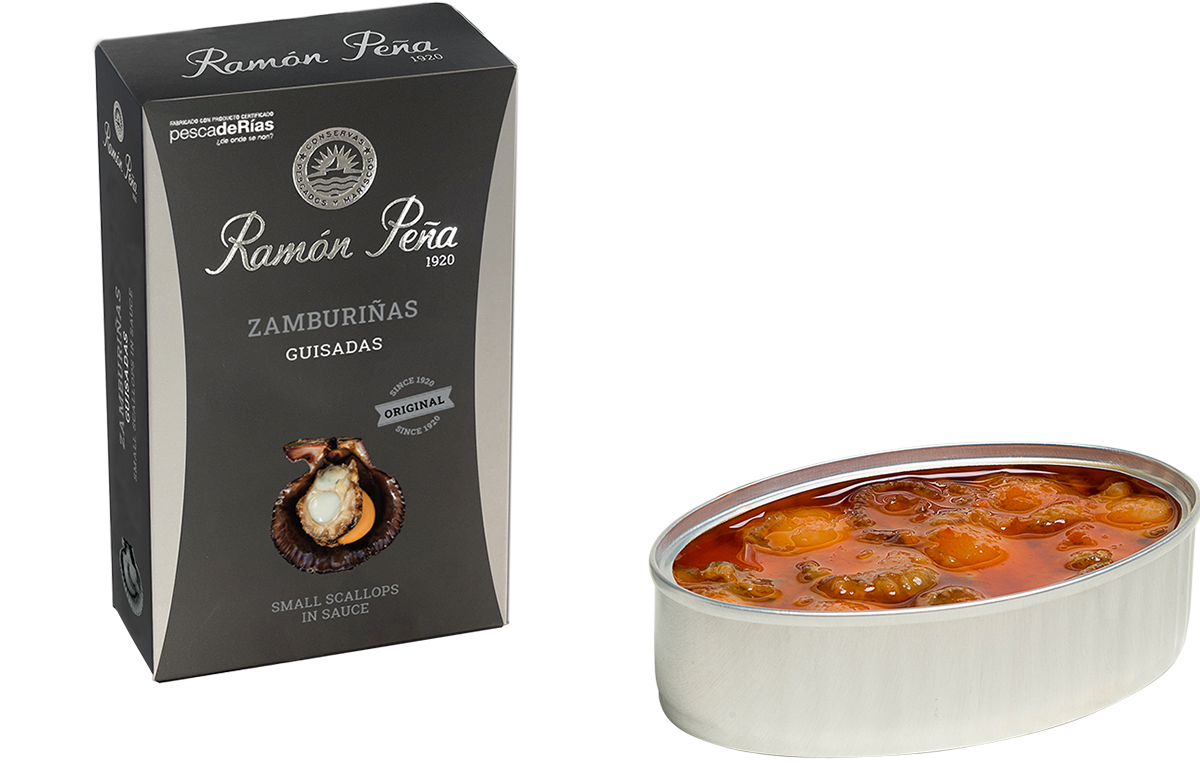 Ramón Peña
1920
FABRICADO CON PRODUCTO CERTIFICADO
pescadeRías
¿de onde se non?
CONSERVAS
PESCADOS Y MARISCOS
Ramón Peña
1920
ZAMBURIÑAS
GUISADAS
SINCE 1920
ORIGINAL
SINCE 1920
SMALL SCALLOPS
IN SAUCE
Ramón Peña
ZAMBURIÑAS
GUISADAS
SMALL SCALLOPS IN SAUCE